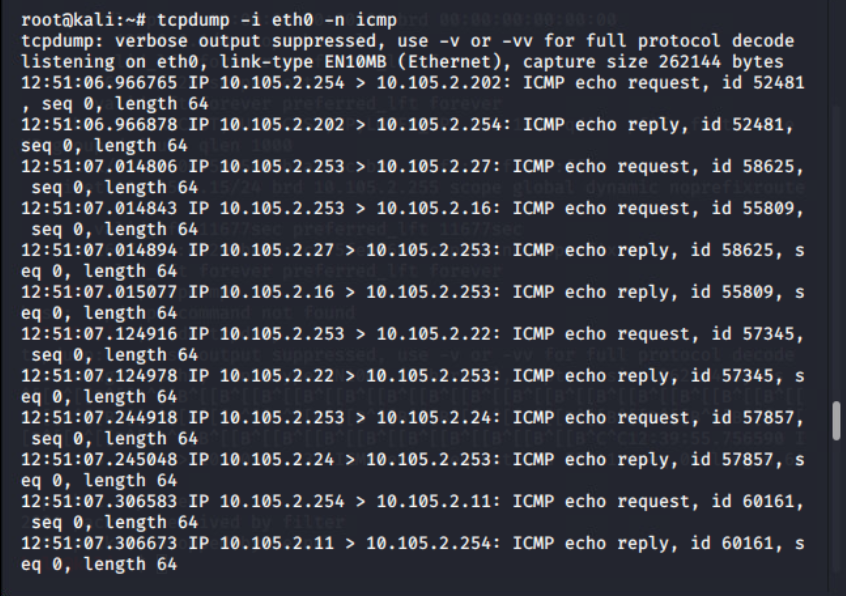 root@kali:~# tcpdump -i eth0 -n icmp
tcpdump: verbose output suppressed, use -v or -vv for full protocol decode
listening on eth0, link-type EN10MB (Ethernet), capture size 262144 bytes
12:51:06.966765 IP 10.105.2.254 > 10.105.2.202: ICMP echo request, id 52481
, seq 0, length 64
12:51:06.966878 IP 10.105.2.202 > 10.105.2.254: ICMP echo reply, id 52481,
seq 0, length 64
12:51:07.014806 IP 10.105.2.253 > 10.105.2.27: ICMP echo request, id 58625,
 seq 0, length 64
12:51:07.014843 IP 10.105.2.253 > 10.105.2.16: ICMP echo request, id 55809,
 seq 0, length 64
12:51:07.014894 IP 10.105.2.27 > 10.105.2.253: ICMP echo reply, id 58625, s
eq 0, length 64
12:51:07.015077 IP 10.105.2.16 > 10.105.2.253: ICMP echo reply, id 55809, s
eq 0, length 64
12:51:07.124916 IP 10.105.2.253 > 10.105.2.22: ICMP echo request, id 57345,
 seq 0, length 64
12:51:07.124978 IP 10.105.2.22 > 10.105.2.253: ICMP echo reply, id 57345, s
eq 0, length 64
12:51:07.244918 IP 10.105.2.253 > 10.105.2.24: ICMP echo request, id 57857,
 seq 0, length 64
12:51:07.245048 IP 10.105.2.24 > 10.105.2.253: ICMP echo reply, id 57857, s
eq 0, length 64
12:51:07.306583 IP 10.105.2.254 > 10.105.2.11: ICMP echo request, id 60161,
 seq 0, length 64
12:51:07.306673 IP 10.105.2.11 > 10.105.2.254: ICMP echo reply, id 60161, s
eq 0, length 64